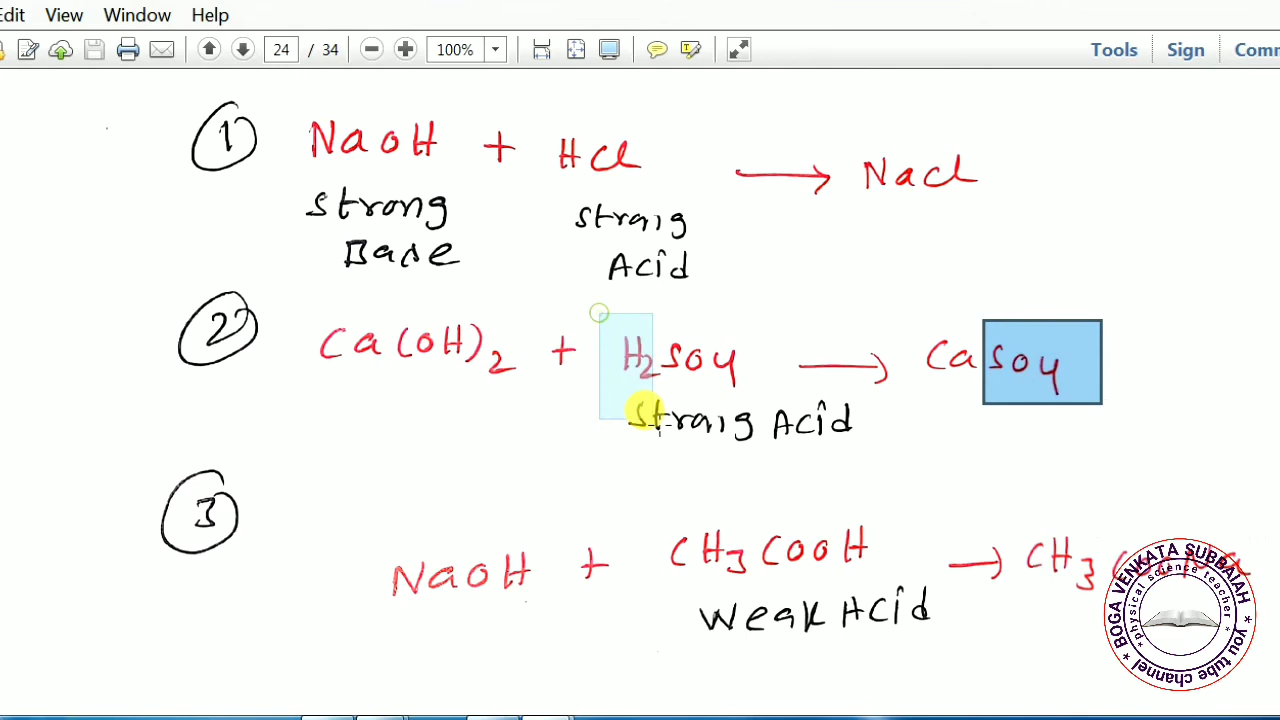 Edit View Window Help
24 / 34 100% Tools Sign Comm
1 NaOH + HCl → NaCl
Strong Strong
Base Acid
2 Ca(OH)2 + H2SO4 → CaSO4
Strong Acid
3
NaOH + CH3COOH → CH3
Weak Acid
* BOGA VENKATA SUBBAIAH * you tube channel
* physical science teacher *